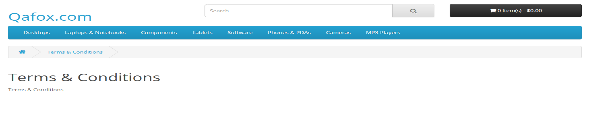 Qafox.com
Search
0 item(s) - $0.00
Desktops Laptops & Notebooks Components Tablets Software Phones & PDAs Cameras MP3 Players
Terms & Conditions
Terms & Conditions
Terms & Conditions